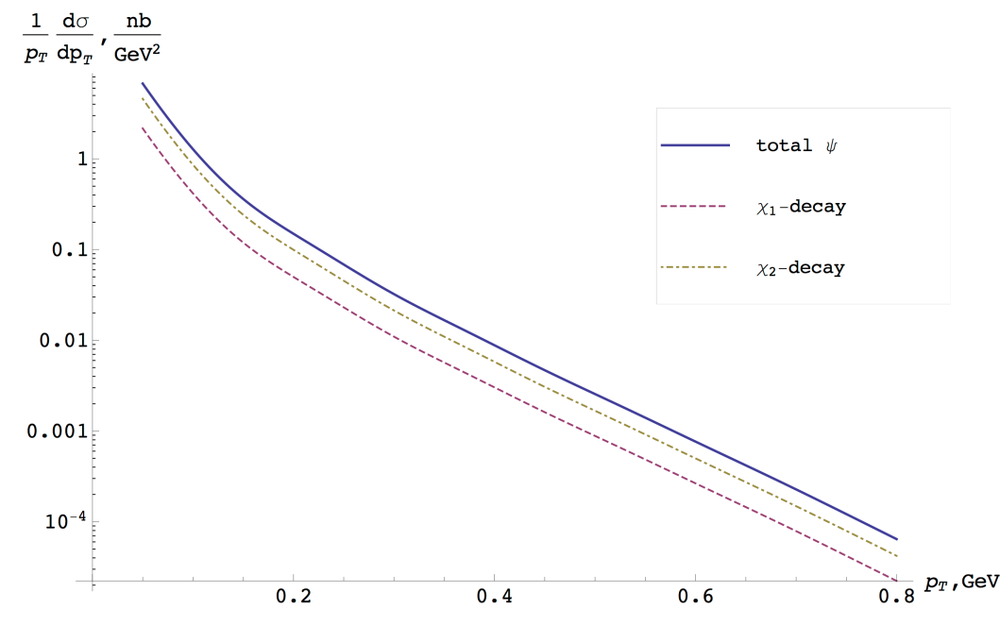 1/p_T dσ/dp_T, nb/GeV²
total ψ
χ₁-decay
χ₂-decay
1
0.1
0.01
0.001
10⁻⁴
0.2 0.4 0.6 0.8
p_T, GeV